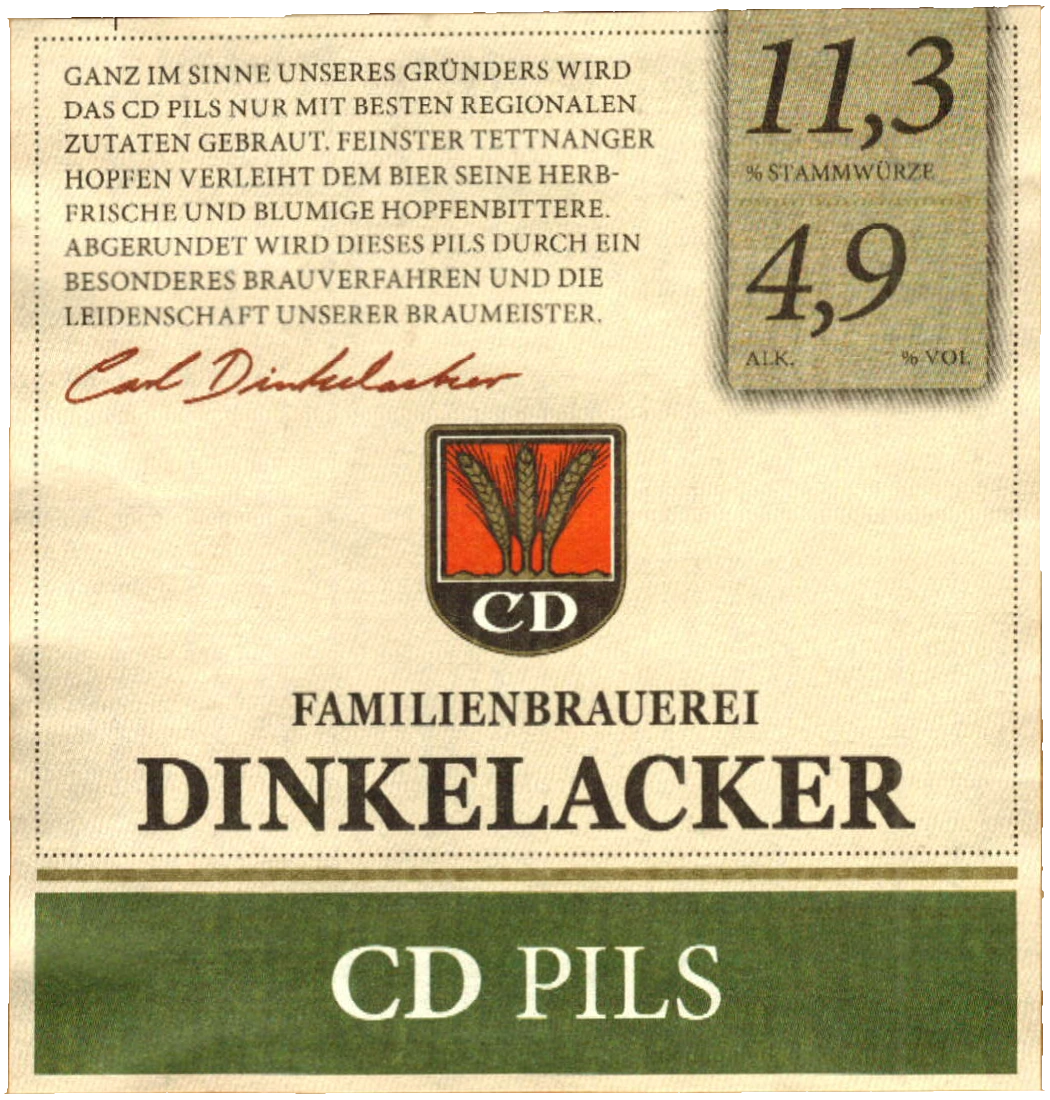 GANZ IM SINNE UNSERES GRÜNDERS WIRD
DAS CD PILS NUR MIT BESTEN REGIONALEN
ZUTATEN GEBRAUT. FEINSTER TETTNANGER
HOPFEN VERLEIHT DEM BIER SEINE HERB-
FRISCHE UND BLUMIGE HOPFENBITTERE.
ABGERUNDET WIRD DIESES PILS DURCH EIN
BESONDERES BRAUVERFAHREN UND DIE
LEIDENSCHAFT UNSERER BRAUMEISTER.
Carl Dinkelacker
11,3
% STAMMWÜRZE
4,9
ALK. % VOL
CD
FAMILIENBRAUEREI
DINKELACKER
CD PILS